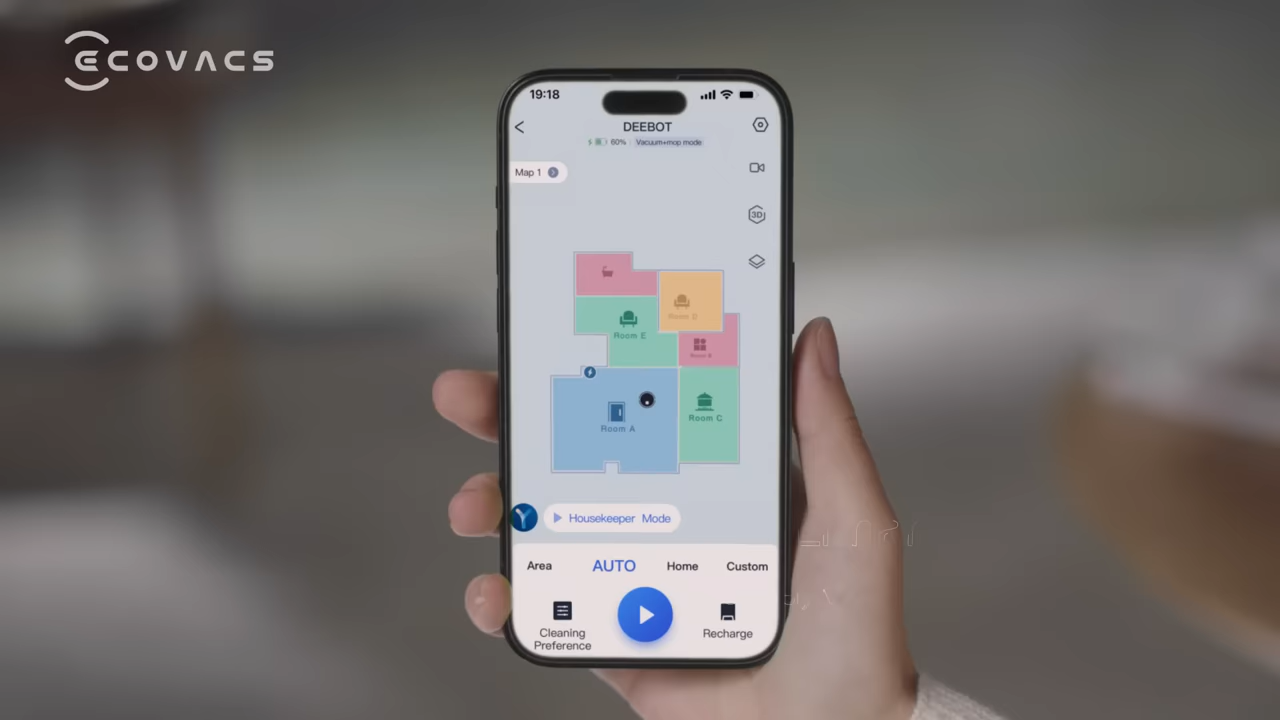 ECOVACS
19:18
DEEBOT
60% Vacuum+mop mode
Map 1
3D
Room D
Room E
Room C
Room A
Housekeeper Mode
Area AUTO Home Custom
Cleaning Preference
Recharge